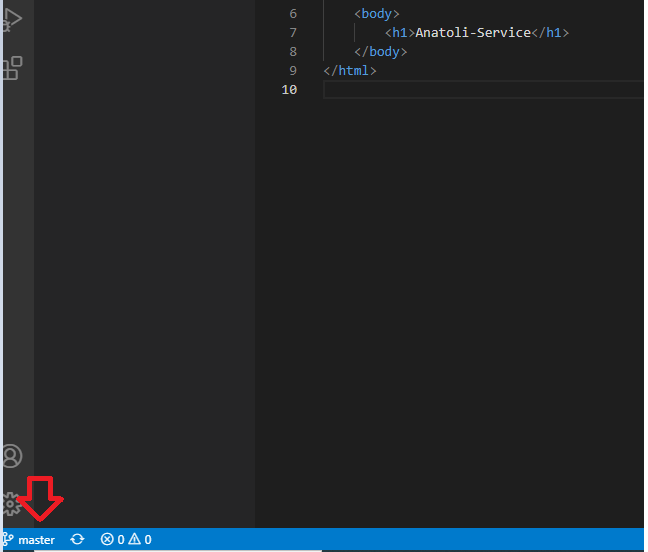 6 <body>
7 <h1>Anatoli-Service</h1>
8 </body>
9 </html>
10
master 0 0